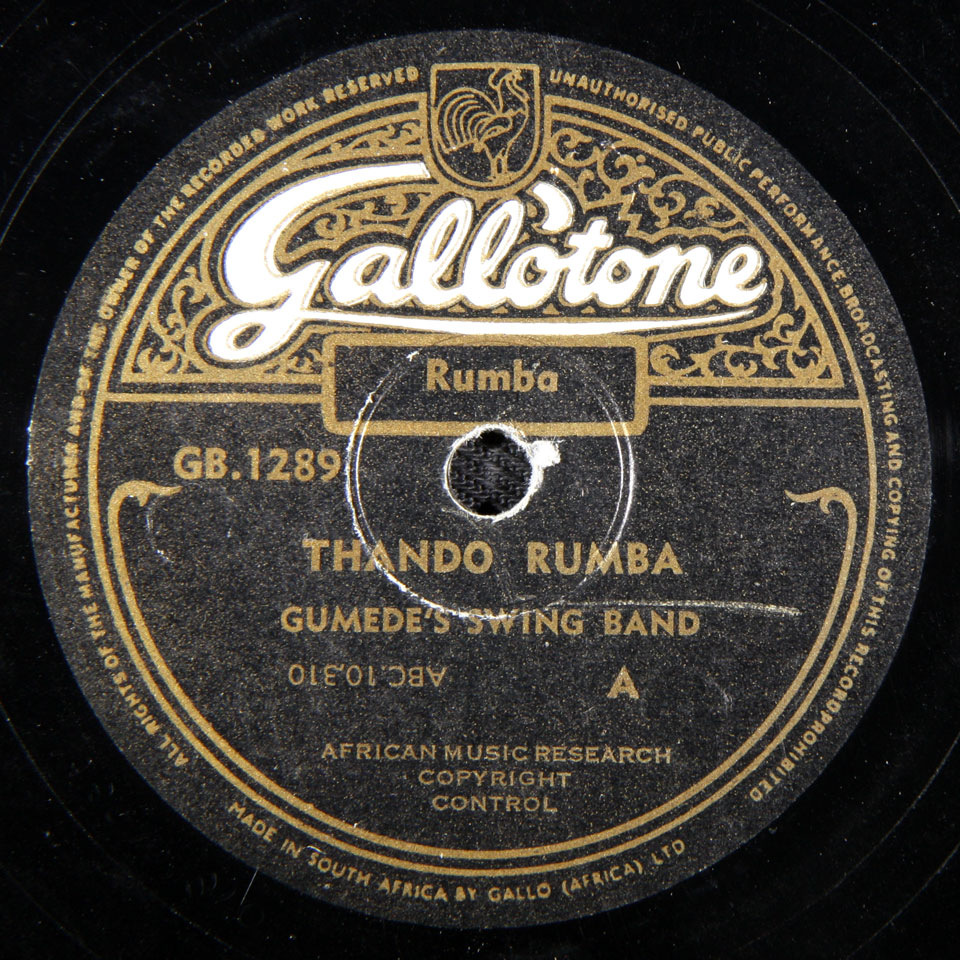 ALL RIGHTS OF THE MANUFACTURER AND OF THE OWNER OF THE RECORDED WORK RESERVED
UNAUTHORISED PUBLIC PERFORMANCE BROADCASTING AND COPYING OF THIS RECORD PROHIBITED
Gallotone
Rumba
GB.1289
THANDO RUMBA
GUMEDE'S SWING BAND
ABC.10,310 A
AFRICAN MUSIC RESEARCH
COPYRIGHT
CONTROL
MADE IN SOUTH AFRICA BY GALLO (AFRICA) LTD